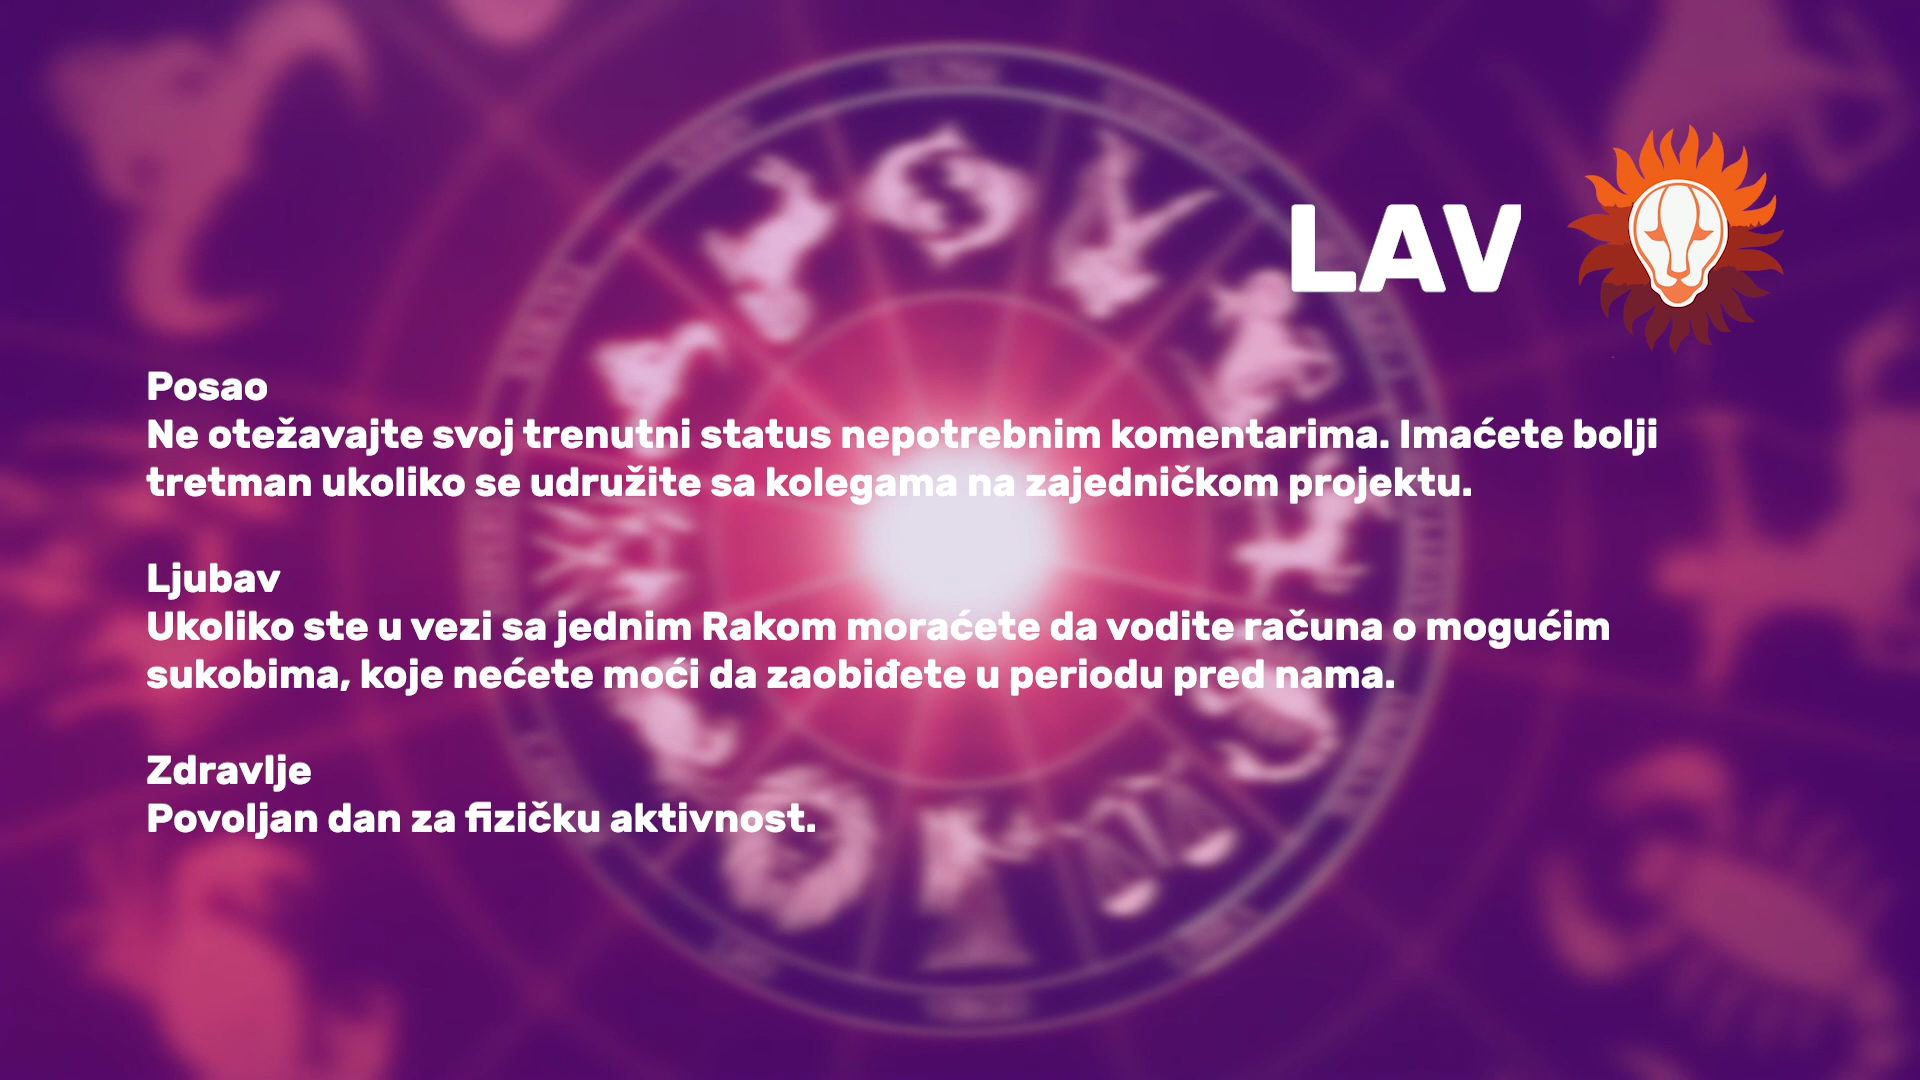 LAV
Posao
Ne otežavajte svoj trenutni status nepotrebnim komentarima. Imaćete bolji
tretman ukoliko se udružite sa kolegama na zajedničkom projektu.
Ljubav
Ukoliko ste u vezi sa jednim Rakom moraćete da vodite računa o mogućim
sukobima, koje nećete moći da zaobiđete u periodu pred nama.
Zdravlje
Povoljan dan za fizičku aktivnost.